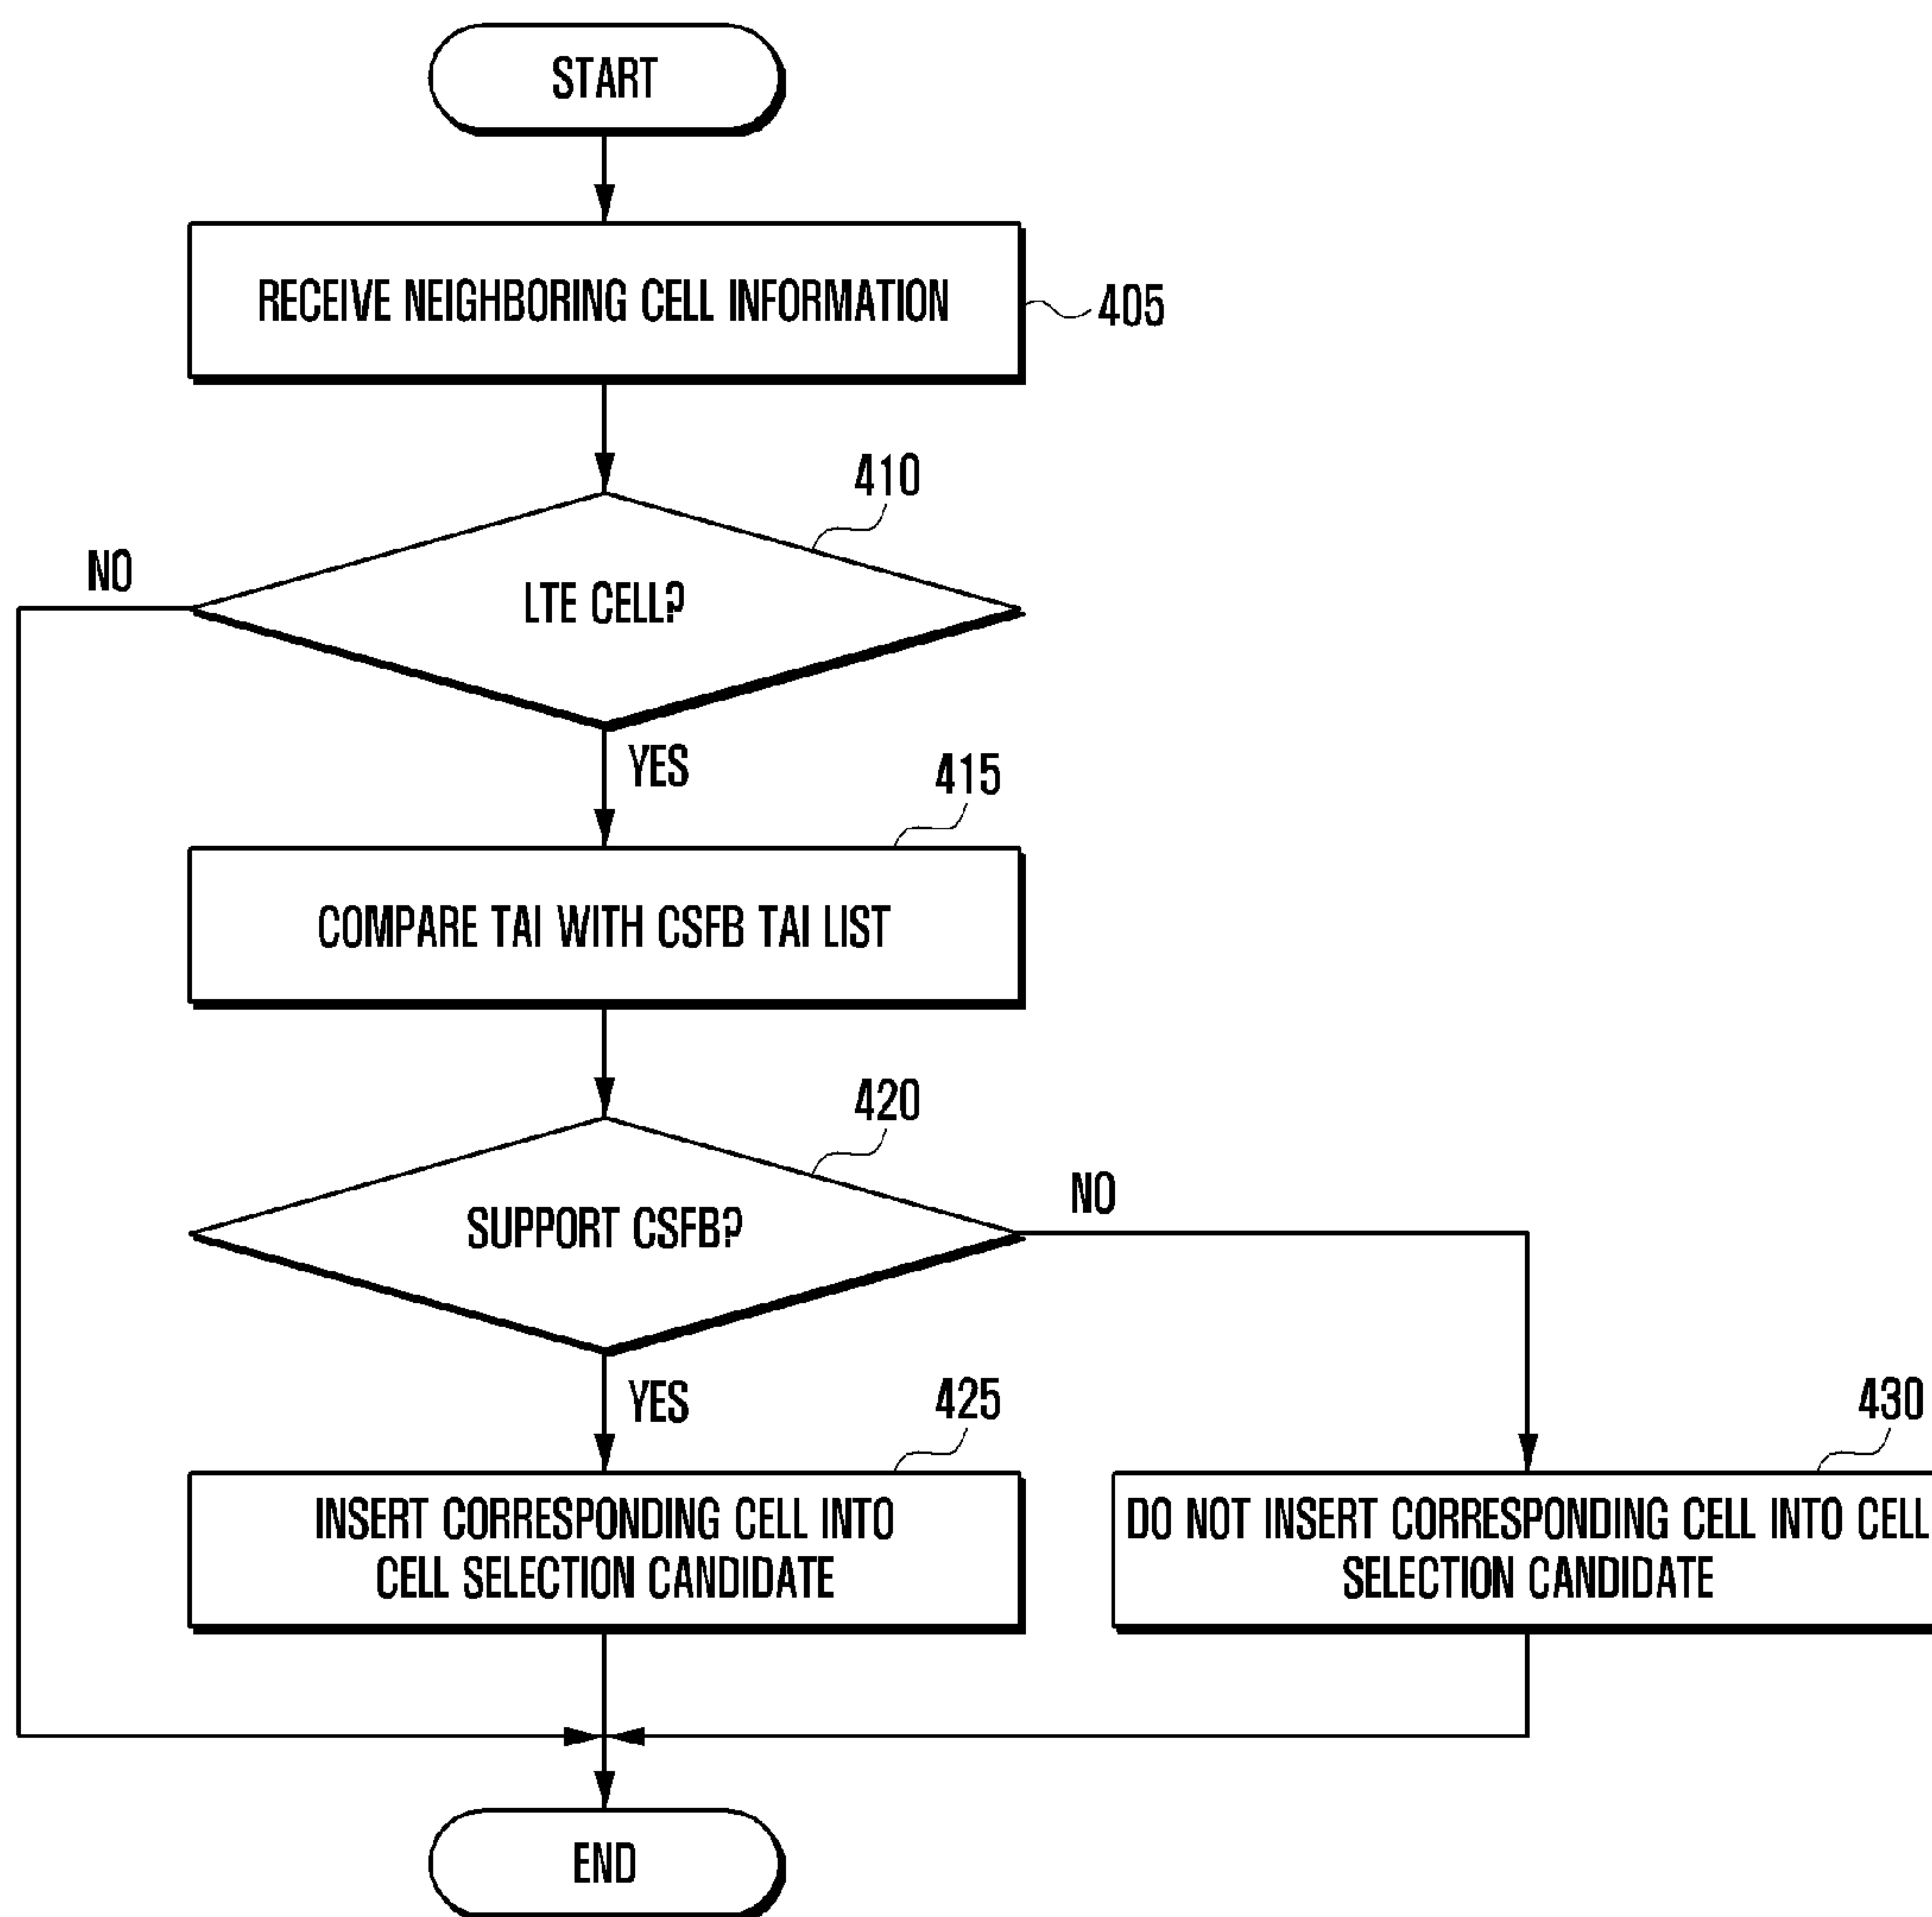 START
RECEIVE NEIGHBORING CELL INFORMATION
405
410
NO
LTE CELL?
YES
415
COMPARE TAI WITH CSFB TAI LIST
420
NO
SUPPORT CSFB?
YES
425
430
INSERT CORRESPONDING CELL INTO
CELL SELECTION CANDIDATE
DO NOT INSERT CORRESPONDING CELL INTO CELL
SELECTION CANDIDATE
END